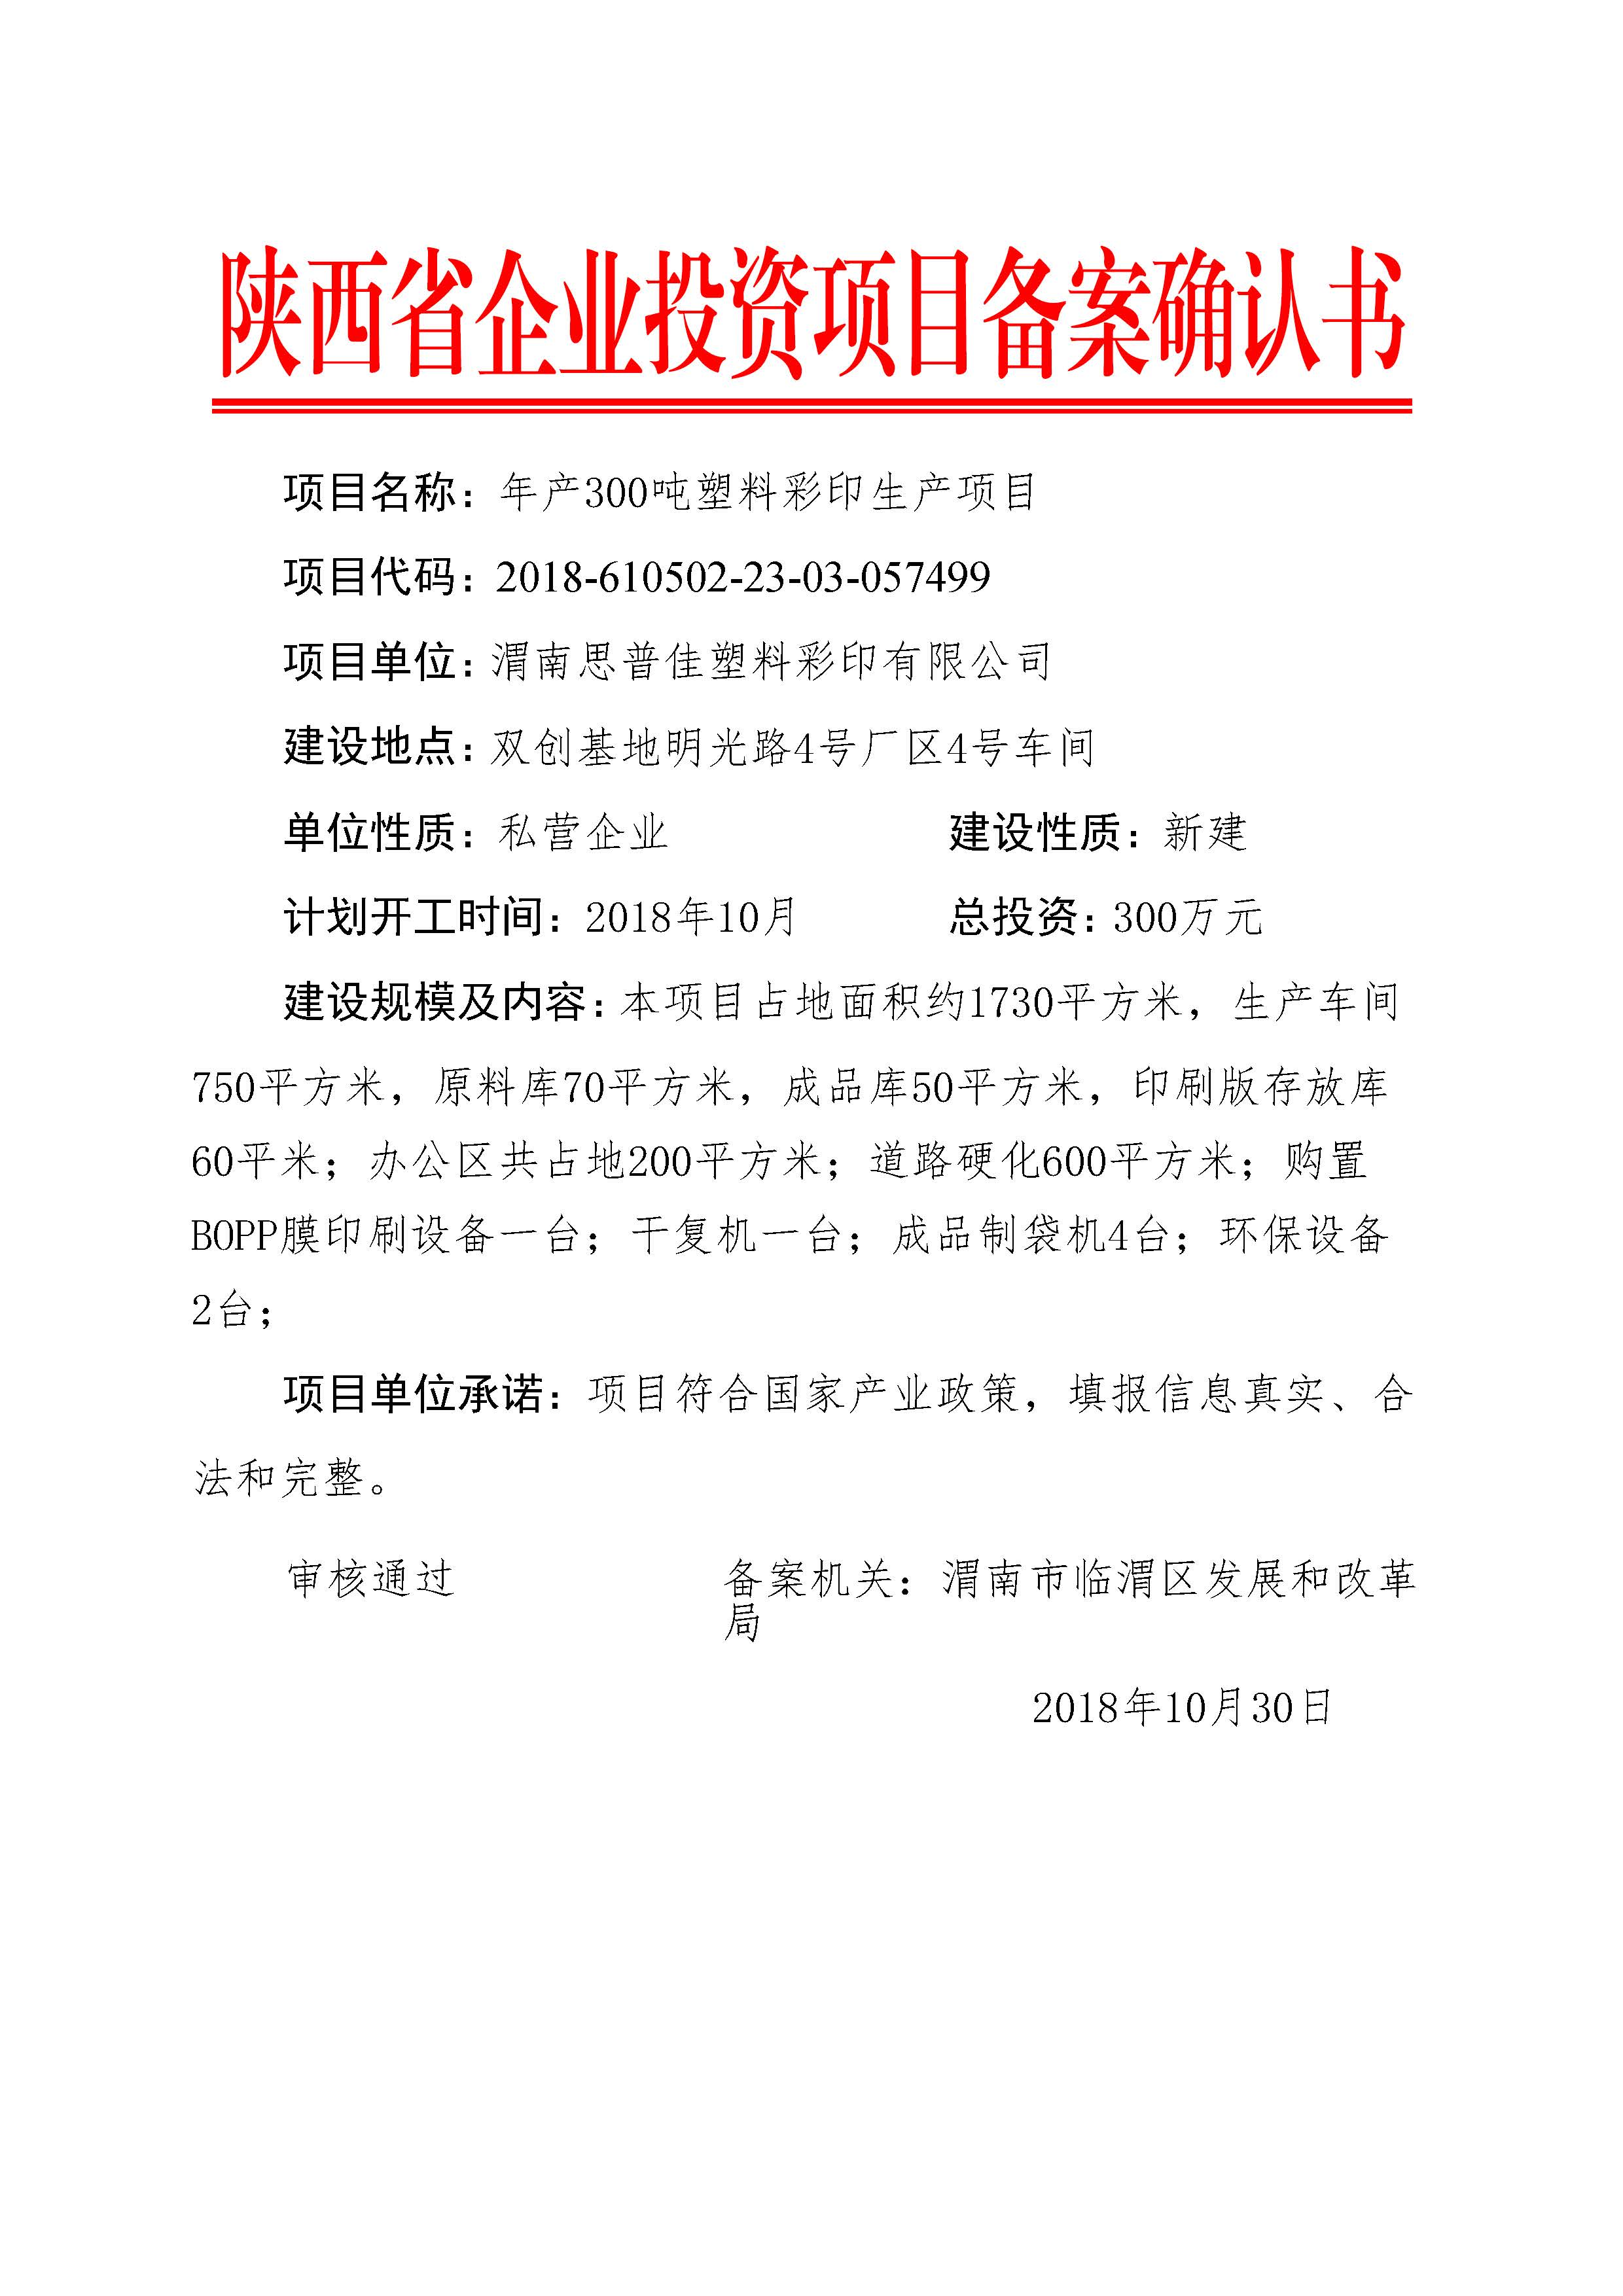 陕西省企业投资项目备案确认书
项目名称：年产300吨塑料彩印生产项目
项目代码：2018-610502-23-03-057499
项目单位：渭南思普佳塑料彩印有限公司
建设地点：双创基地明光路4号厂区4号车间
单位性质：私营企业 建设性质：新建
计划开工时间：2018年10月 总投资：300万元
建设规模及内容：本项目占地面积约1730平方米，生产车间
750平方米，原料库70平方米，成品库50平方米，印刷版存放库
60平米；办公区共占地200平方米；道路硬化600平方米；购置
BOPP膜印刷设备一台；干复机一台；成品制袋机4台；环保设备
2台；
项目单位承诺：项目符合国家产业政策，填报信息真实、合
法和完整。
审核通过 备案机关：渭南市临渭区发展和改革
局
2018年10月30日